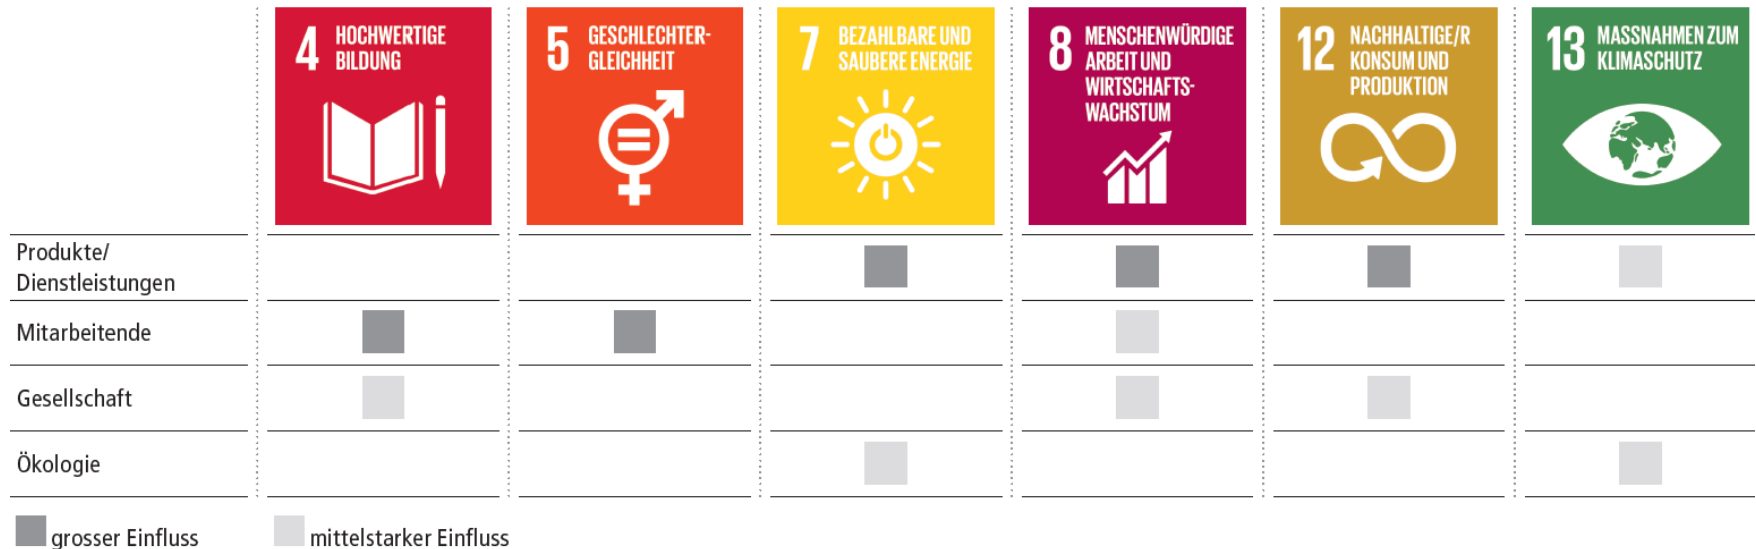 4 HOCHWERTIGE
BILDUNG
5 GESCHLECHTER-
GLEICHHEIT
7 BEZAHLBARE UND
SAUBERE ENERGIE
8 MENSCHENWÜRDIGE
ARBEIT UND
WIRTSCHAFTS-
WACHSTUM
12 NACHHALTIGE/R
KONSUM UND
PRODUKTION
13 MASSNAHMEN ZUM
KLIMASCHUTZ
Produkte/
Dienstleistungen
Mitarbeitende
Gesellschaft
Ökologie
grosser Einfluss
mittelstarker Einfluss